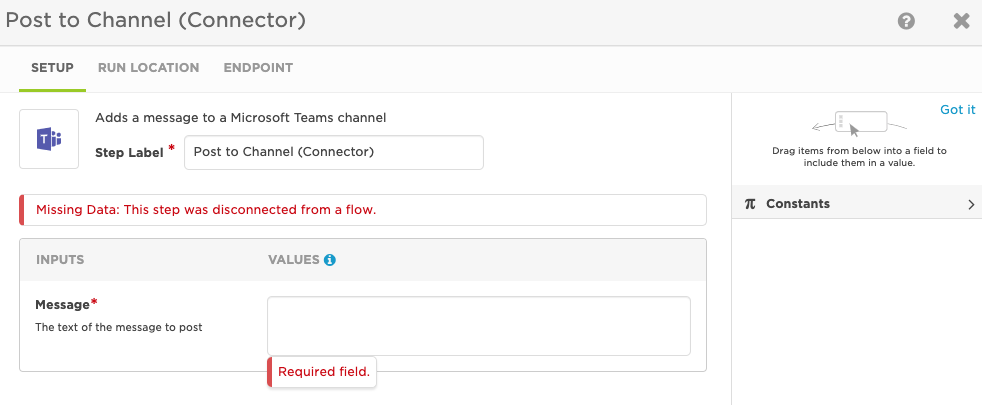 Post to Channel (Connector)
SETUP RUN LOCATION ENDPOINT
Adds a message to a Microsoft Teams channel
Step Label * Post to Channel (Connector)
Missing Data: This step was disconnected from a flow.
INPUTS VALUES
Message*
The text of the message to post
Required field.
Got it
Drag items from below into a field to
include them in a value.
π Constants